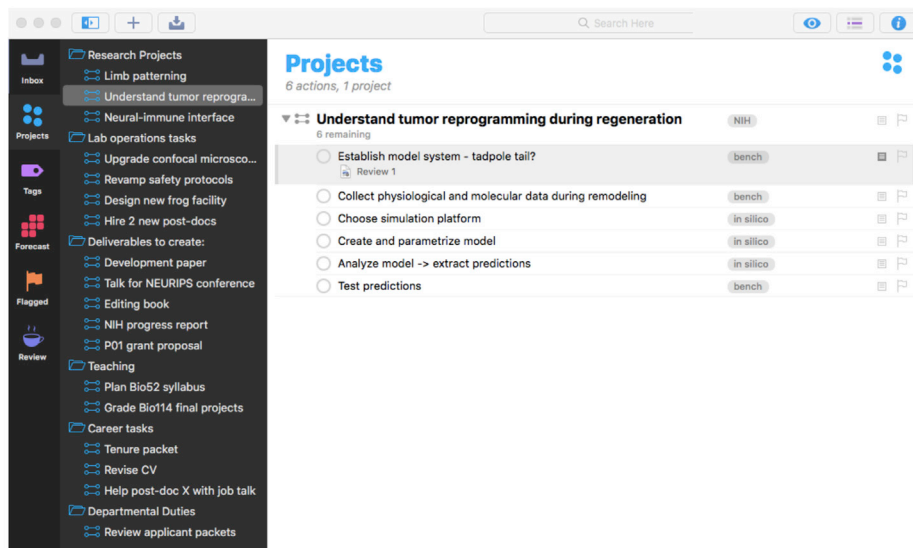 Search Here
Inbox
Projects
Tags
Forecast
Flagged
Review
Research Projects
Limb patterning
Understand tumor reprogra...
Neural-immune interface
Lab operations tasks
Upgrade confocal microsco...
Revamp safety protocols
Design new frog facility
Hire 2 new post-docs
Deliverables to create:
Development paper
Talk for NEURIPS conference
Editing book
NIH progress report
P01 grant proposal
Teaching
Plan Bio52 syllabus
Grade Bio114 final projects
Career tasks
Tenure packet
Revise CV
Help post-doc X with job talk
Departmental Duties
Review applicant packets
Projects
6 actions, 1 project
Understand tumor reprogramming during regeneration NIH
6 remaining
Establish model system - tadpole tail? bench
Review 1
Collect physiological and molecular data during remodeling bench
Choose simulation platform in silico
Create and parametrize model in silico
Analyze model -> extract predictions in silico
Test predictions bench